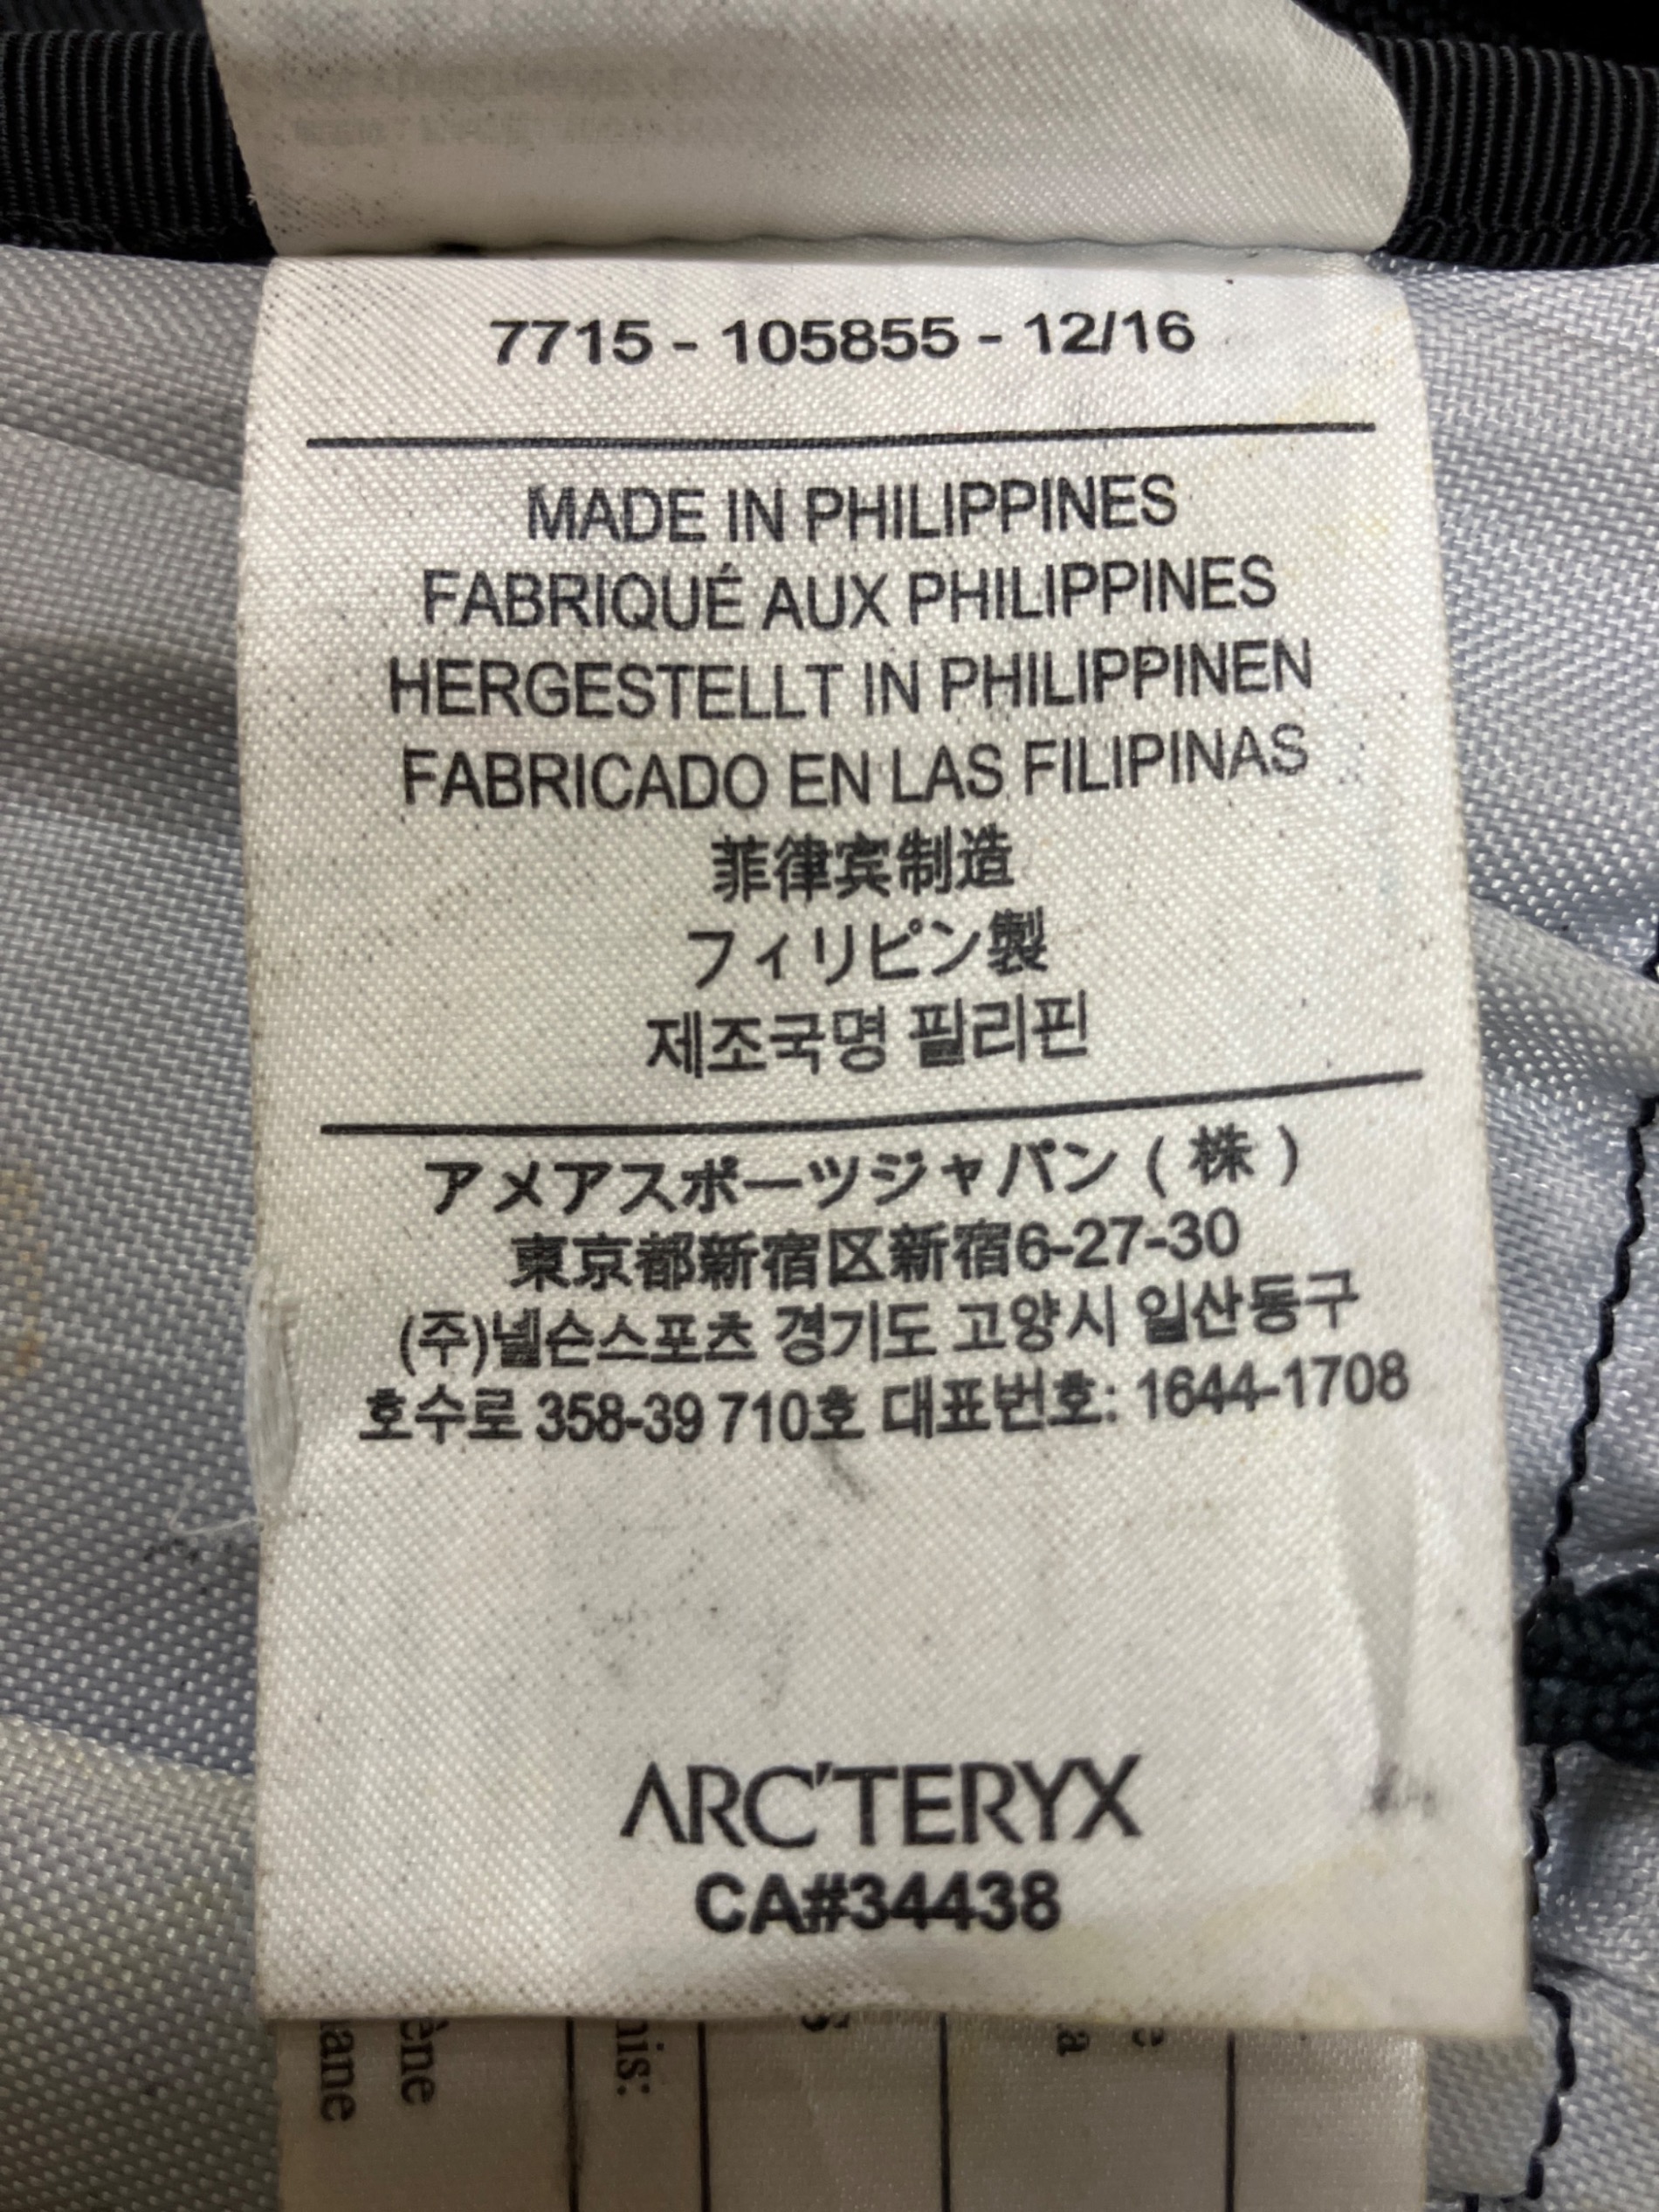 7715 - 105855 - 12/16
MADE IN PHILIPPINES
FABRIQUÉ AUX PHILIPPINES
HERGESTELLT IN PHILIPPINEN
FABRICADO EN LAS FILIPINAS
菲律宾制造
フィリピン製
제조국명 필리핀
アメアスポーツジャパン ( 株 )
東京都新宿区新宿6-27-30
(주)넬슨스포츠 경기도 고양시 일산동구
호수로 358-39 710호 대표번호: 1644-1708
ARC'TERYX
CA#34438